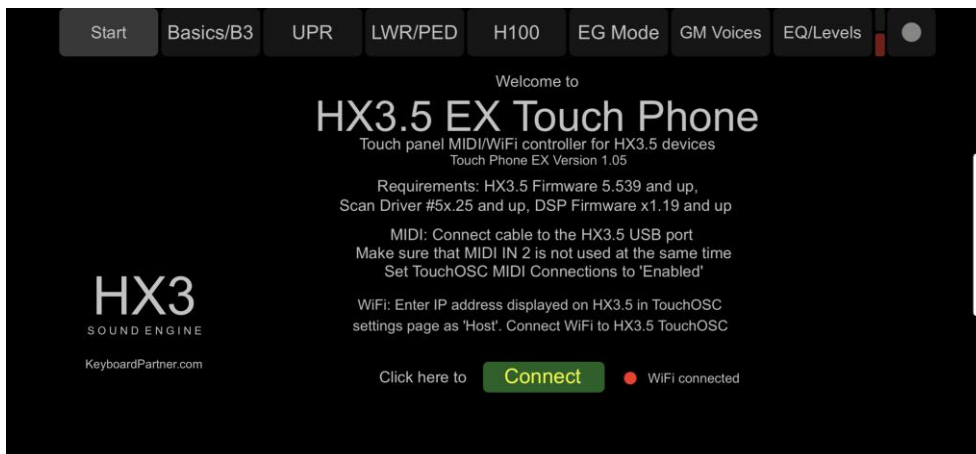 Start
Basics/B3
UPR
LWR/PED
H100
EG Mode
GM Voices
EQ/Levels
Welcome to
HX3.5 EX Touch Phone
Touch panel MIDI/WiFi controller for HX3.5 devices
Touch Phone EX Version 1.05
Requirements: HX3.5 Firmware 5.539 and up,
Scan Driver #5x.25 and up, DSP Firmware x1.19 and up
MIDI: Connect cable to the HX3.5 USB port
Make sure that MIDI IN 2 is not used at the same time
Set TouchOSC MIDI Connections to 'Enabled'
HX3
SOUND ENGINE
KeyboardPartner.com
WiFi: Enter IP address displayed on HX3.5 in TouchOSC
settings page as 'Host'. Connect WiFi to HX3.5 TouchOSC
Click here to Connect WiFi connected